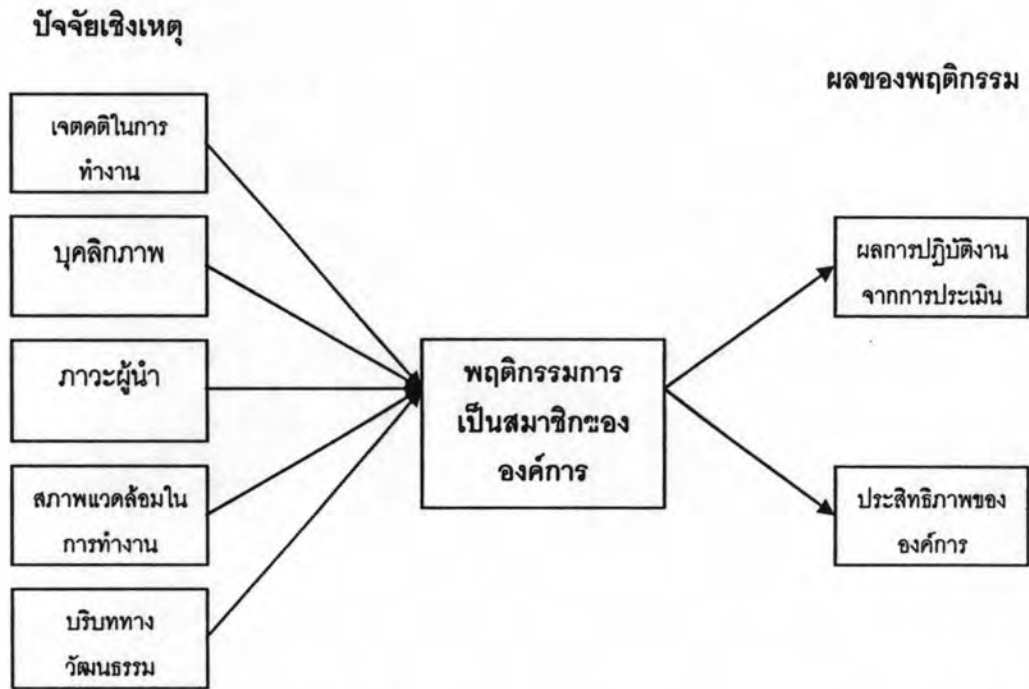 ปัจจัยเชิงเหตุ
ผลของพฤติกรรม
เจตคติในการ
ทำงาน
บุคลิกภาพ
ภาวะผู้นำ
สภาพแวดล้อมใน
การทำงาน
บริบททาง
วัฒนธรรม
พฤติกรรมการ
เป็นสมาชิกของ
องค์การ
ผลการปฏิบัติงาน
จากการประเมิน
ประสิทธิภาพของ
องค์การ